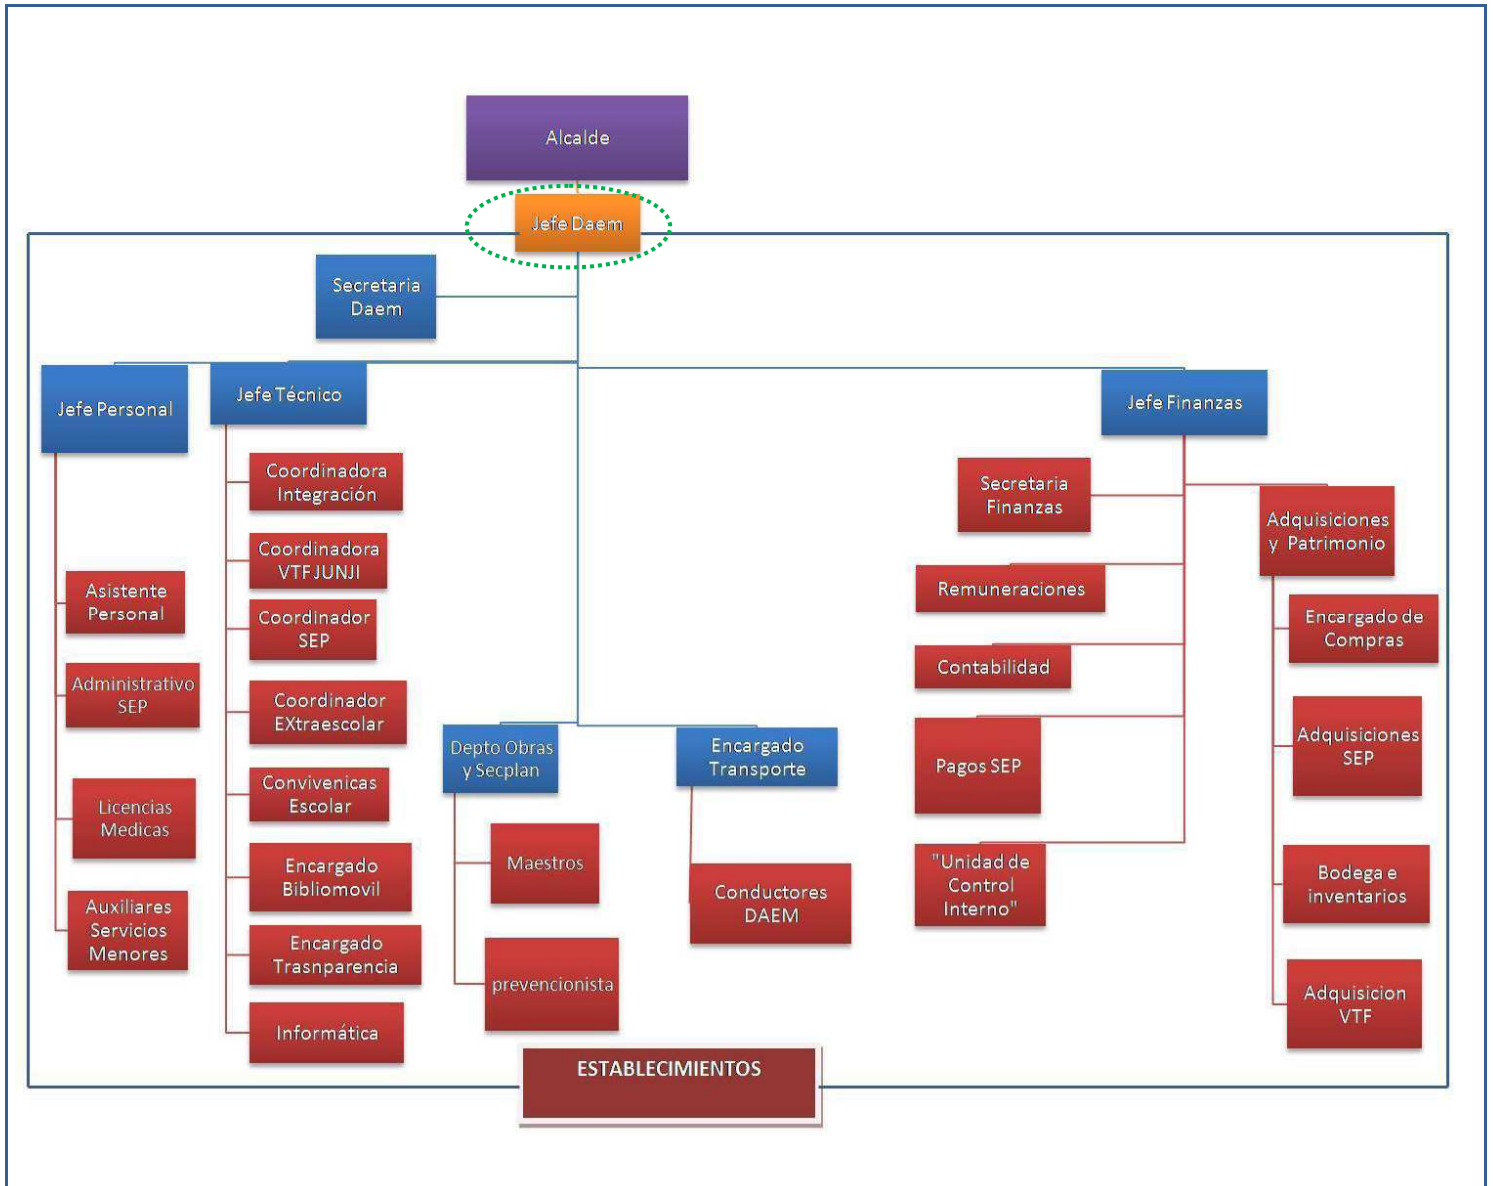 Alcalde
Jefe Daem
Secretaria
Daem
Jefe Personal
Asistente
Personal
Administrativo
SEP
Licencias
Medicas
Auxiliares
Servicios
Menores
Jefe Técnico
Coordinadora
Integración
Coordinadora
VTF JUNJI
Coordinador
SEP
Coordinador
EXtraescolar
Convivenicas
Escolar
Encargado
Bibliomovil
Encargado
Trasnparencia
Informática
Depto Obras
y Secplan
Maestros
prevencionista
Encargado
Transporte
Conductores
DAEM
Jefe Finanzas
Secretaria
Finanzas
Remuneraciones
Contabilidad
Pagos SEP
"Unidad de
Control
Interno"
Adquisiciones
y Patrimonio
Encargado de
Compras
Adquisiciones
SEP
Bodega e
inventarios
Adquisicion
VTF
ESTABLECIMIENTOS